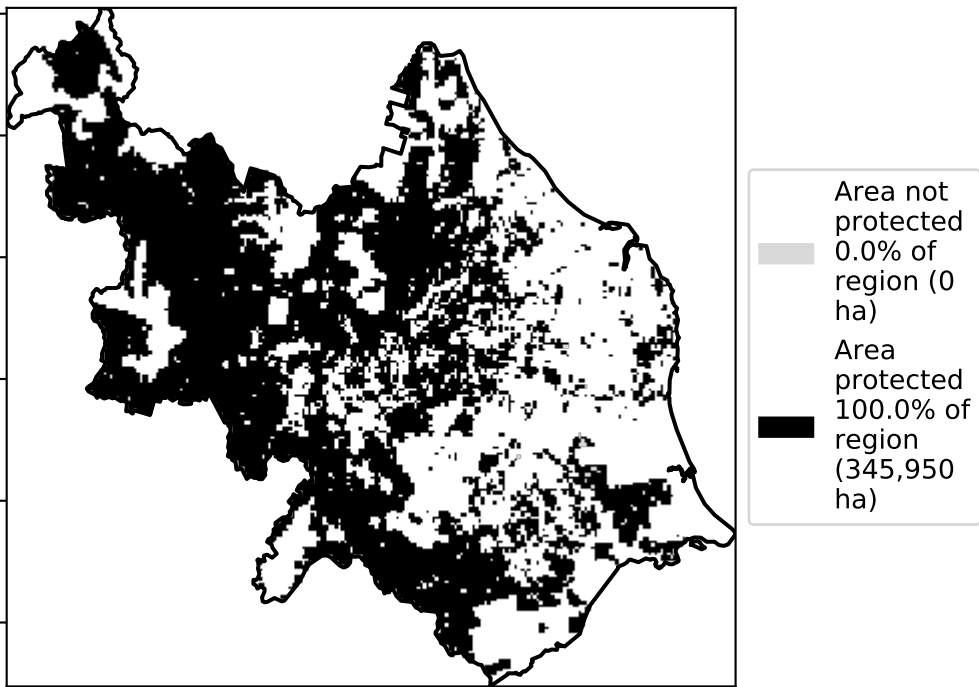 Area not
protected
0.0% of
region (0
ha)
Area
protected
100.0% of
region
(345,950
ha)